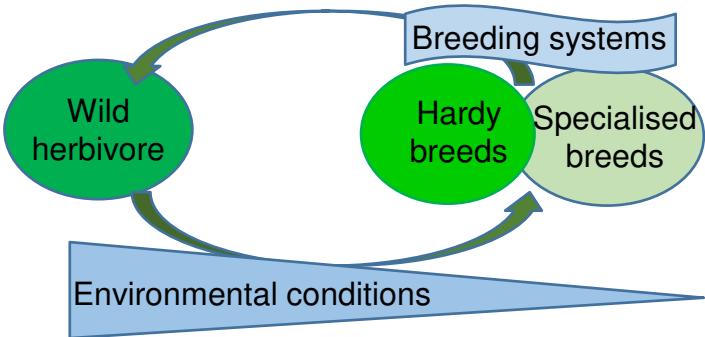 Breeding systems
Wild
herbivore
Hardy
breeds
Specialised
breeds
Environmental conditions